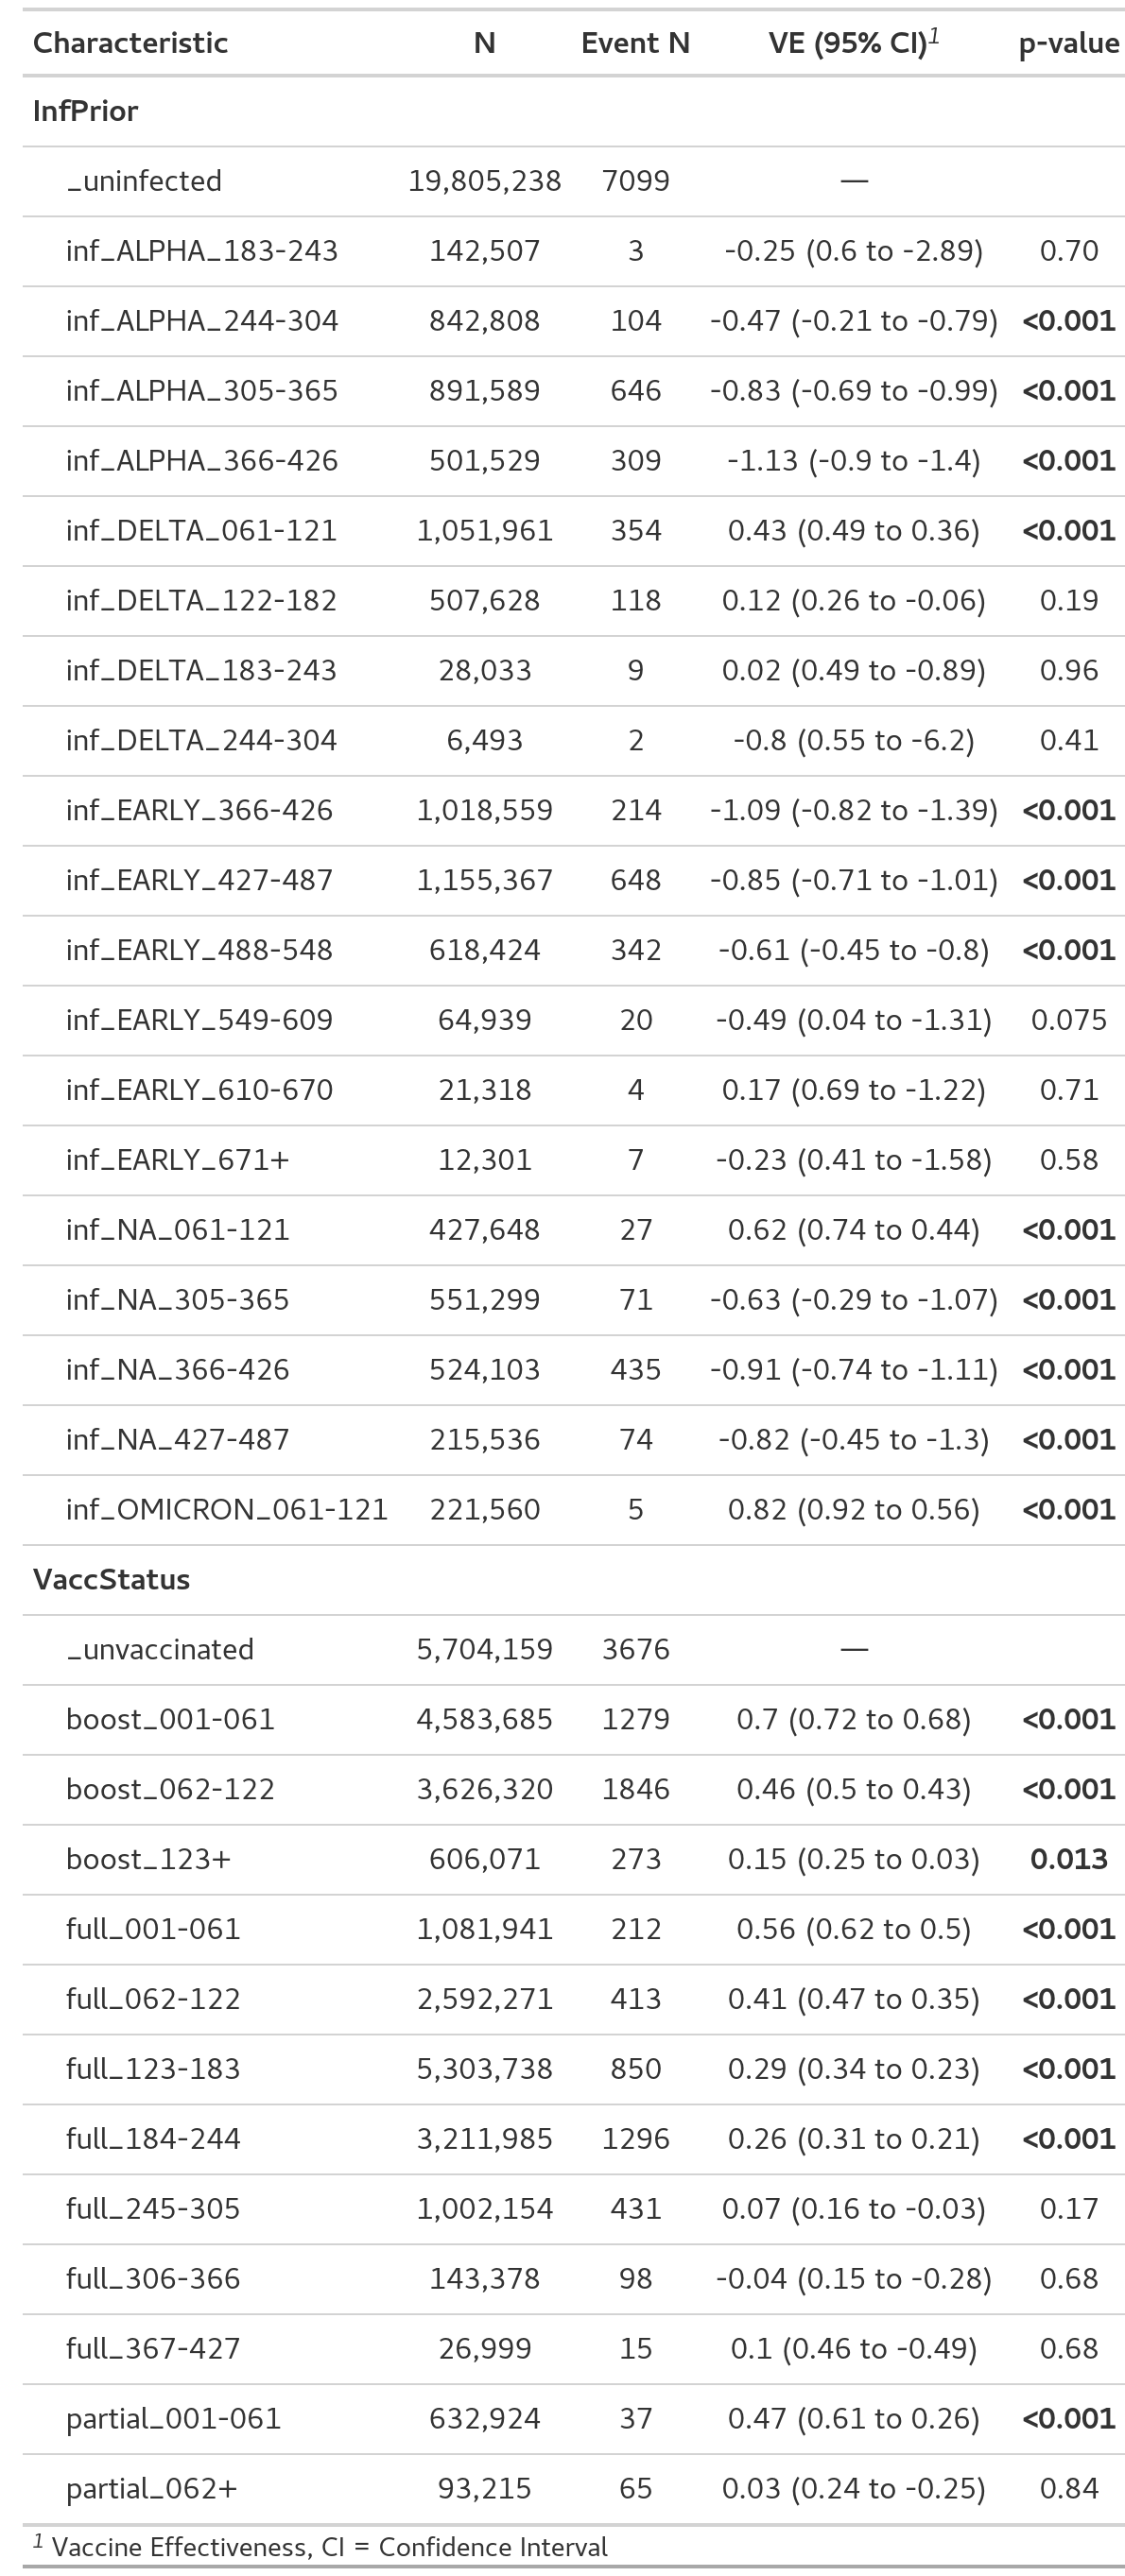 Characteristic N Event N VE (95% CI)1 p-value
InfPrior
_uninfected 19,805,238 7099 —
inf_ALPHA_183-243 142,507 3 -0.25 (0.6 to -2.89) 0.70
inf_ALPHA_244-304 842,808 104 -0.47 (-0.21 to -0.79) <0.001
inf_ALPHA_305-365 891,589 646 -0.83 (-0.69 to -0.99) <0.001
inf_ALPHA_366-426 501,529 309 -1.13 (-0.9 to -1.4) <0.001
inf_DELTA_061-121 1,051,961 354 0.43 (0.49 to 0.36) <0.001
inf_DELTA_122-182 507,628 118 0.12 (0.26 to -0.06) 0.19
inf_DELTA_183-243 28,033 9 0.02 (0.49 to -0.89) 0.96
inf_DELTA_244-304 6,493 2 -0.8 (0.55 to -6.2) 0.41
inf_EARLY_366-426 1,018,559 214 -1.09 (-0.82 to -1.39) <0.001
inf_EARLY_427-487 1,155,367 648 -0.85 (-0.71 to -1.01) <0.001
inf_EARLY_488-548 618,424 342 -0.61 (-0.45 to -0.8) <0.001
inf_EARLY_549-609 64,939 20 -0.49 (0.04 to -1.31) 0.075
inf_EARLY_610-670 21,318 4 0.17 (0.69 to -1.22) 0.71
inf_EARLY_671+ 12,301 7 -0.23 (0.41 to -1.58) 0.58
inf_NA_061-121 427,648 27 0.62 (0.74 to 0.44) <0.001
inf_NA_305-365 551,299 71 -0.63 (-0.29 to -1.07) <0.001
inf_NA_366-426 524,103 435 -0.91 (-0.74 to -1.11) <0.001
inf_NA_427-487 215,536 74 -0.82 (-0.45 to -1.3) <0.001
inf_OMICRON_061-121 221,560 5 0.82 (0.92 to 0.56) <0.001
VaccStatus
_unvaccinated 5,704,159 3676 —
boost_001-061 4,583,685 1279 0.7 (0.72 to 0.68) <0.001
boost_062-122 3,626,320 1846 0.46 (0.5 to 0.43) <0.001
boost_123+ 606,071 273 0.15 (0.25 to 0.03) 0.013
full_001-061 1,081,941 212 0.56 (0.62 to 0.5) <0.001
full_062-122 2,592,271 413 0.41 (0.47 to 0.35) <0.001
full_123-183 5,303,738 850 0.29 (0.34 to 0.23) <0.001
full_184-244 3,211,985 1296 0.26 (0.31 to 0.21) <0.001
full_245-305 1,002,154 431 0.07 (0.16 to -0.03) 0.17
full_306-366 143,378 98 -0.04 (0.15 to -0.28) 0.68
full_367-427 26,999 15 0.1 (0.46 to -0.49) 0.68
partial_001-061 632,924 37 0.47 (0.61 to 0.26) <0.001
partial_062+ 93,215 65 0.03 (0.24 to -0.25) 0.84
1 Vaccine Effectiveness, CI = Confidence Interval